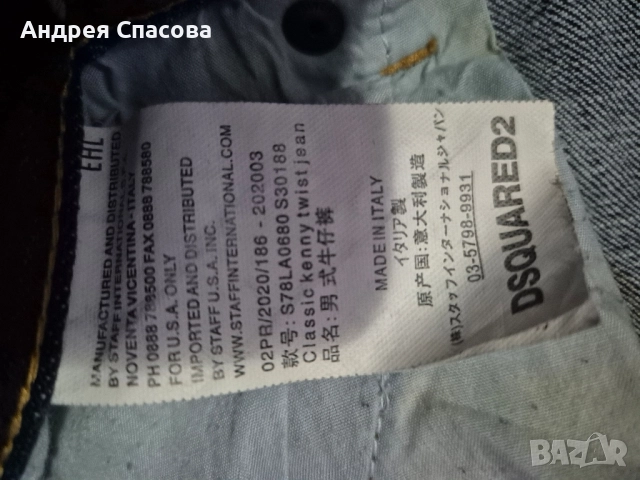 Андрея Спасова
EAC
MANUFACTURED AND DISTRIBUTED
BY STAFF INTERNATIONAL S.P.A.
NOVENTA VICENTINA - ITALY
PH 0888 788500 FAX 0888 788580
FOR U.S.A. ONLY
IMPORTED AND DISTRIBUTED
BY STAFF U.S.A. INC.
WWW.STAFFINTERNATIONAL.COM
02PR/2020/186 - 202003
款号: S78LA0680 S30188
Classic kenny twist jean
品名: 男 式 牛 仔 裤
MADE IN ITALY
イタリア製
原产国: 意大利製造
(株)スタッフインターナショナルジャパン
03-5798-9931
DSQUARED2
BAZAR